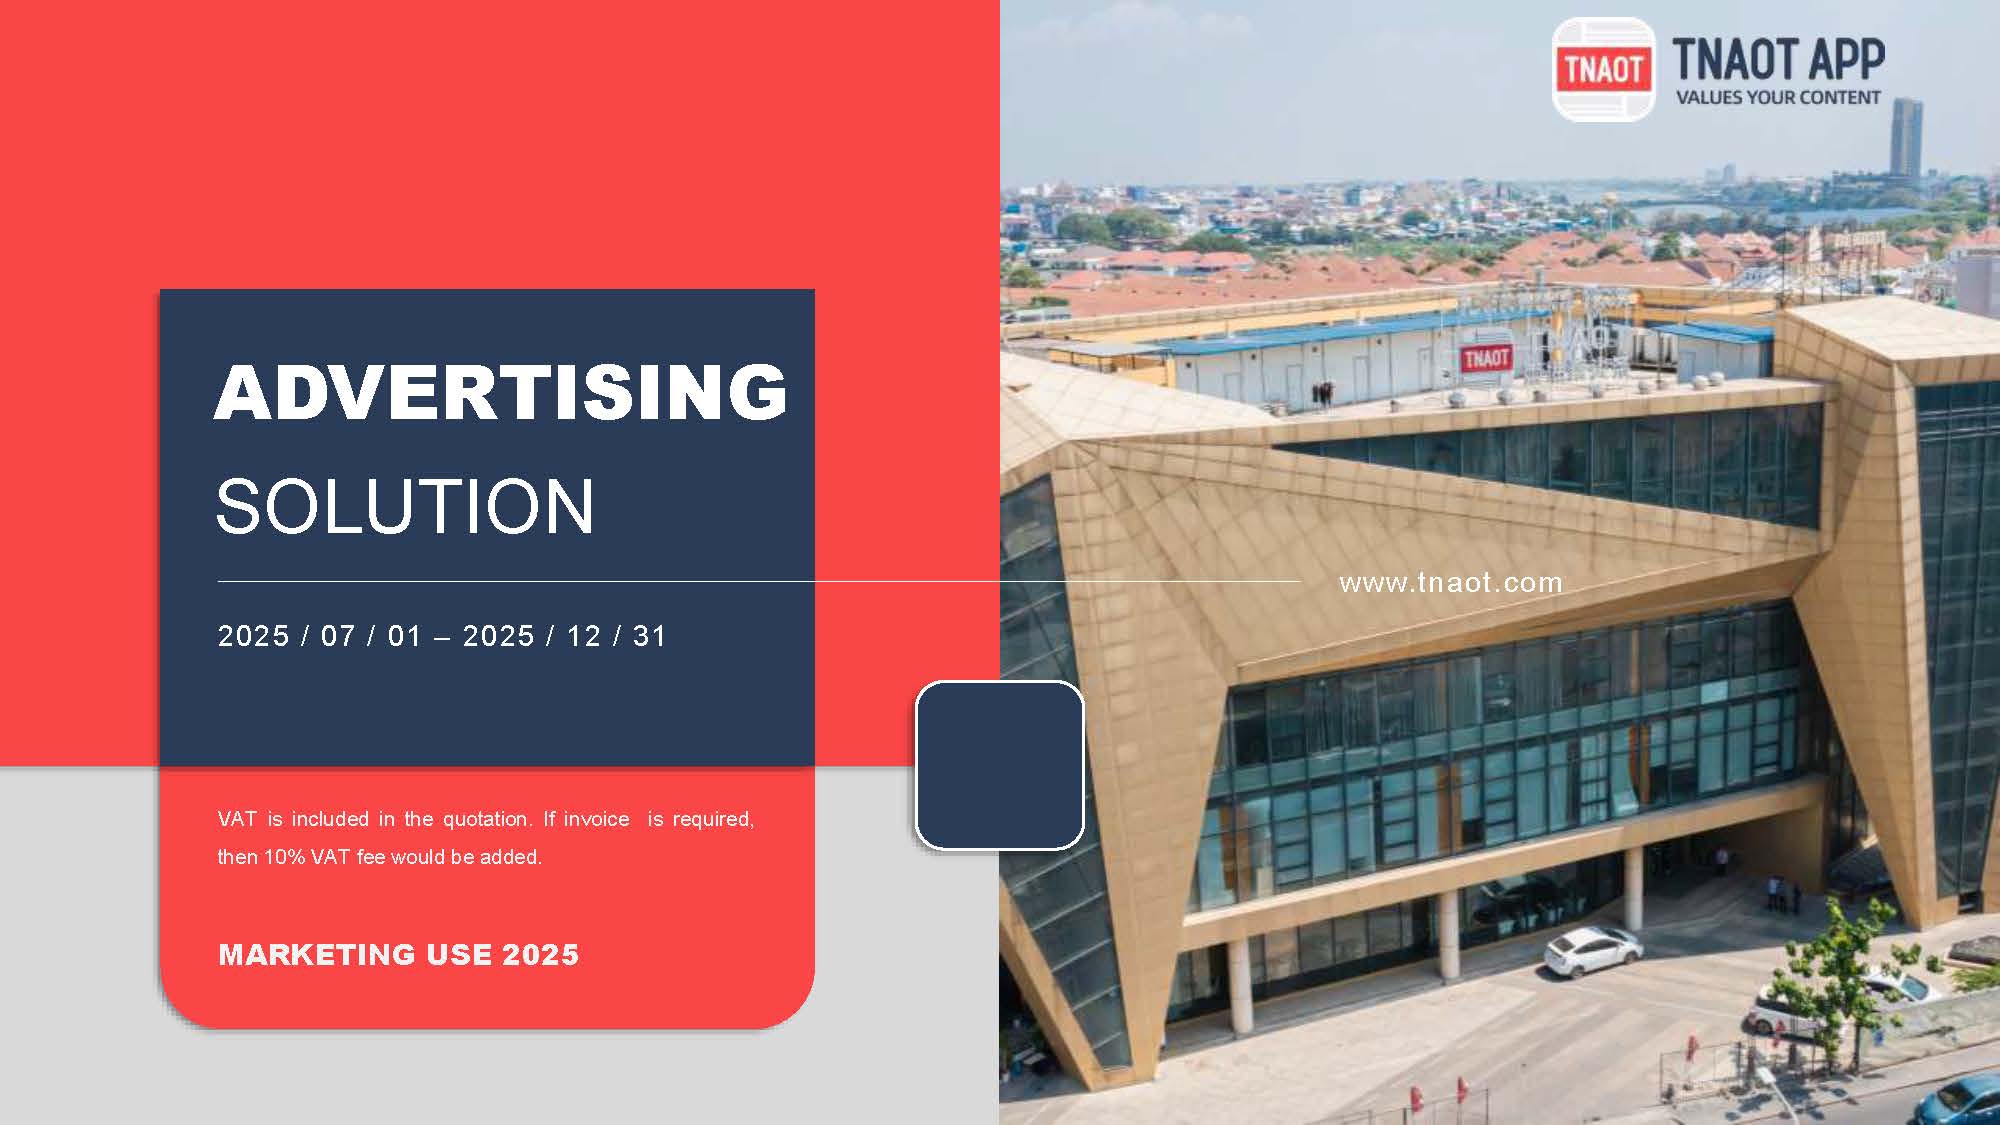 TNAOT
TNAOT APP
VALUES YOUR CONTENT
TNAOT
ADVERTISING
SOLUTION
www.tnaot.com
2025 / 07 / 01 – 2025 / 12 / 31
VAT is included in the quotation. If invoice is required,
then 10% VAT fee would be added.
MARKETING USE 2025